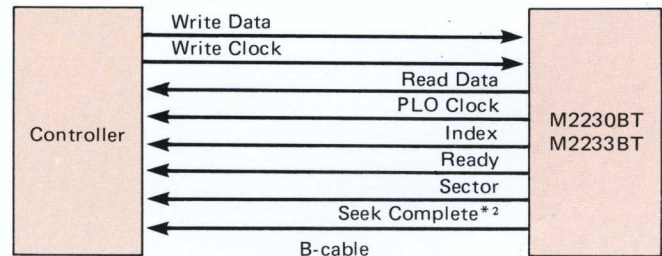 Write Data
Write Clock
Read Data
PLO Clock
Index
Ready
Sector
Seek Complete*2
Controller
M2230BT
M2233BT
B-cable